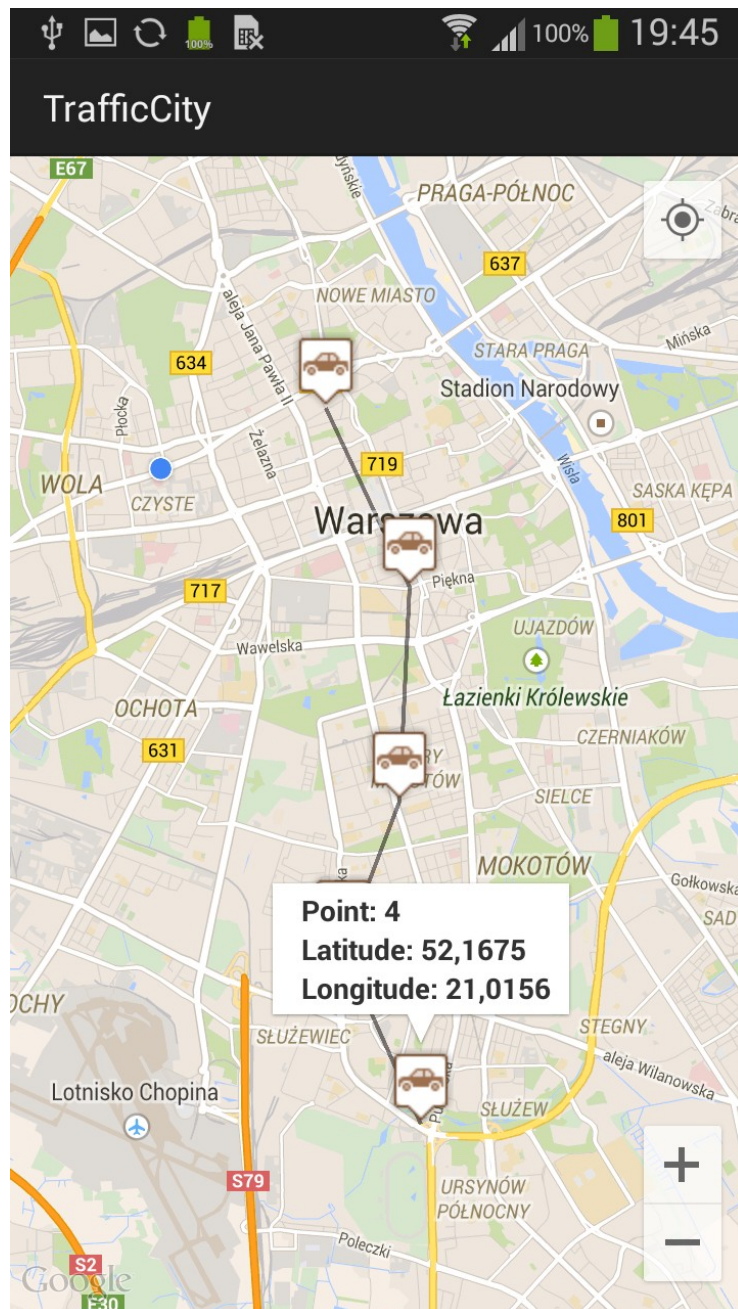 100%
100%
19:45
TrafficCity
E67
PRAGA-PÓŁNOC
637
NOWE MIASTO
aleja Jana Pawła II
634
STARA PRAGA
Mińska
Stadion Narodowy
Płocka
Żelazna
719
Wisła
WOLA
CZYSTE
SASKA KĘPA
Warszawa
801
Piękna
717
UJAZDÓW
Wawelska
Łazienki Królewskie
OCHOTA
CZERNIAKÓW
631
SIELCE
MOKOTÓW
Gołkowska
SAD
Point: 4
Latitude: 52,1675
Longitude: 21,0156
OCHY
STEGNY
SŁUŻEWIEC
aleja Wilanowska
Lotnisko Chopina
SŁUŻEW
S79
URSYNÓW
PÓŁNOCNY
Poleczki
S2
Google
E30